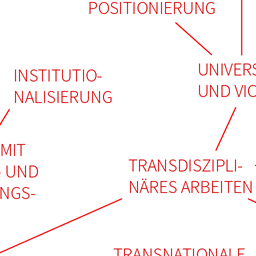 POSITIONIERUNG
INSTITUTIO-
NALISIERUNG
UNIVERS
UND VIC
MIT
UND
NGS-
TRANSDISZIPLI-
NÄRES ARBEITEN
TRANSNATIONALE